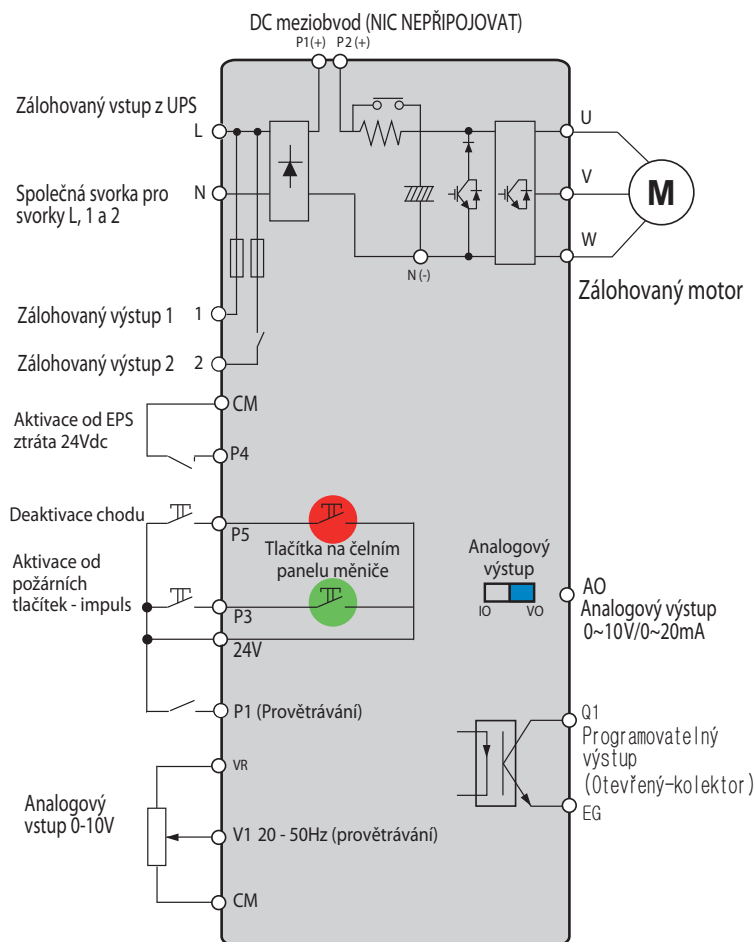 DC meziobvod (NIC NEPŘIPOJOVAT)
P1(+) P2 (+)
Zálohovaný vstup z UPS
L
U
Společná svorka pro
svorky L, 1 a 2
N
V
M
W
N (-)
Zálohovaný motor
Zálohovaný výstup 1
1
Zálohovaný výstup 2
2
CM
Aktivace od EPS
ztráta 24Vdc
P4
Deaktivace chodu
P5
Tlačítka na čelním
panelu měniče
Aktivace od
požárních
tlačítek - impuls
P3
24V
Analogový
výstup
IO VO
AO
Analogový výstup
0~10V/0~20mA
P1 (Provětrávání)
Q1
Programovatelný
výstup
(Otevřený-kolektor)
EG
VR
Analogový
vstup 0-10V
V1 20 - 50Hz (provětrávání)
CM